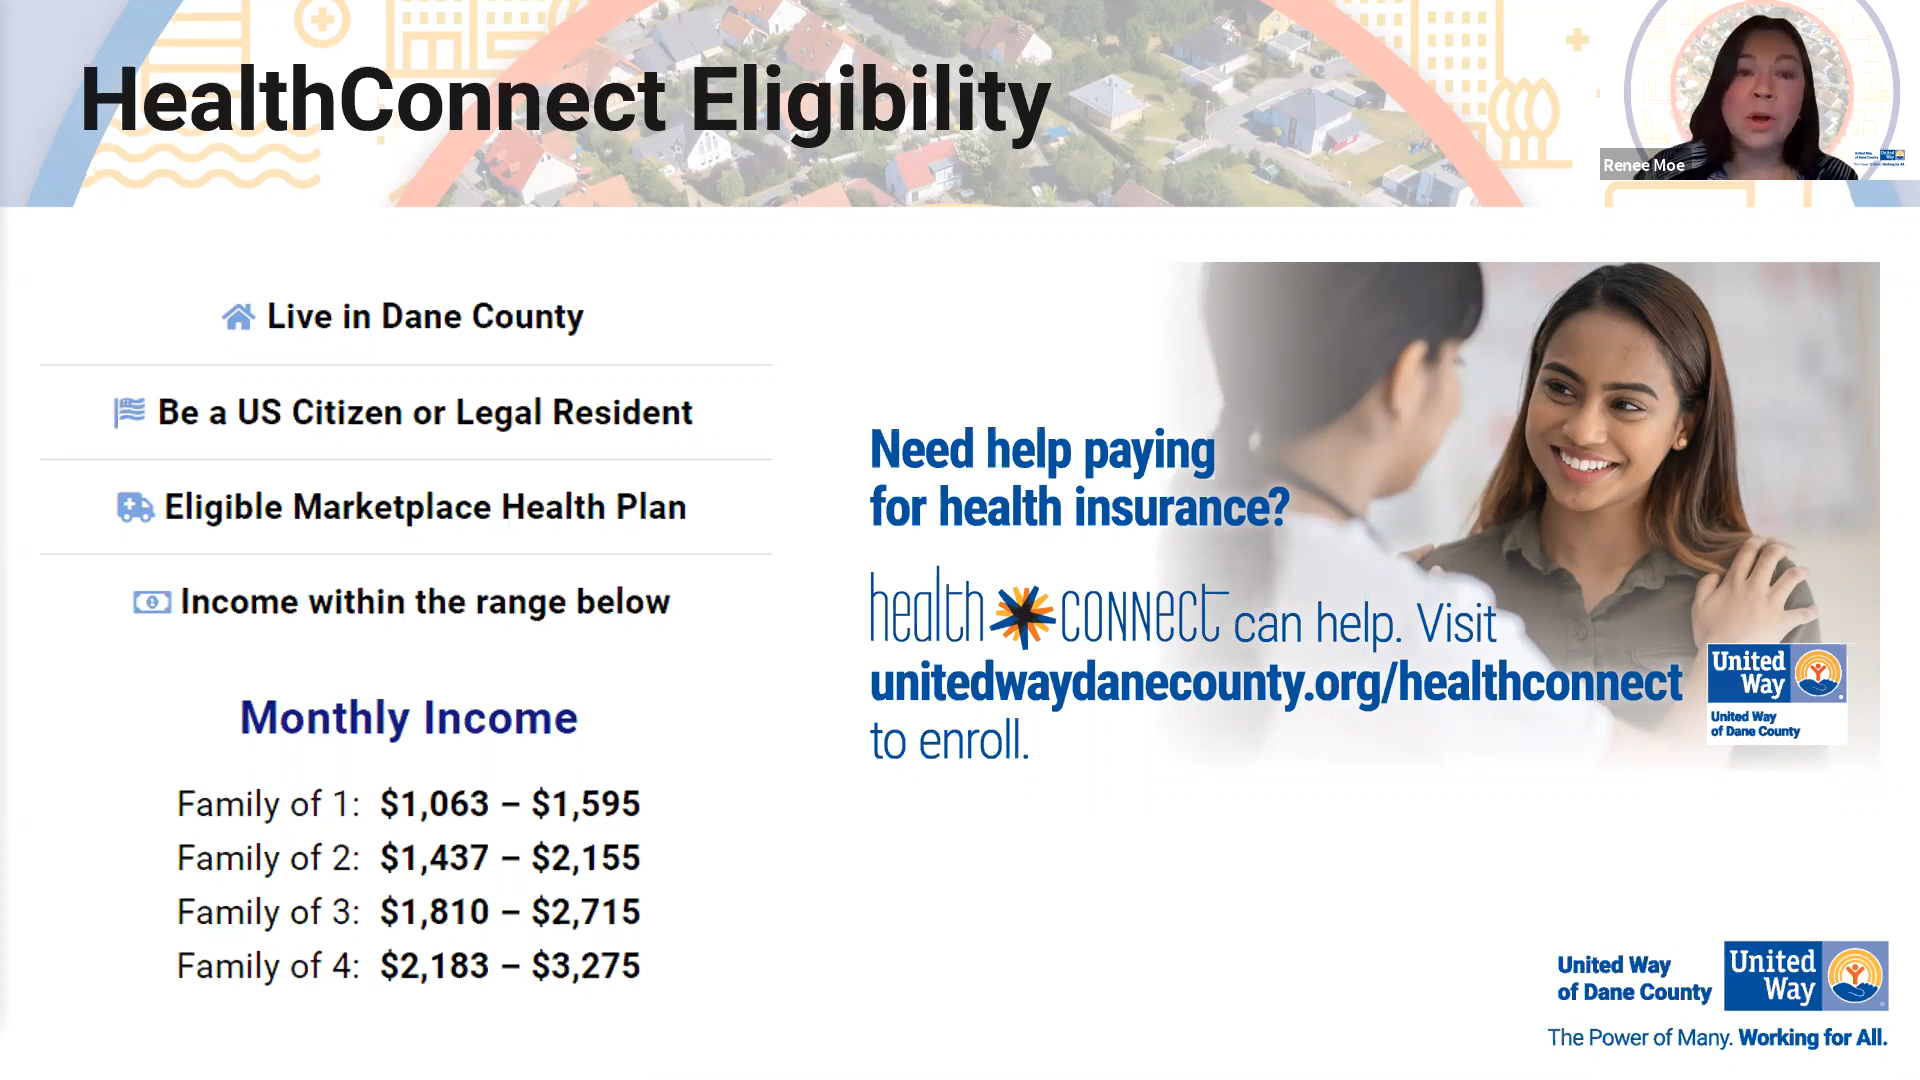 HealthConnect Eligibility
Renee Moe
Live in Dane County
Be a US Citizen or Legal Resident
Eligible Marketplace Health Plan
Income within the range below
Monthly Income
Family of 1: $1,063 – $1,595
Family of 2: $1,437 – $2,155
Family of 3: $1,810 – $2,715
Family of 4: $2,183 – $3,275
Need help paying
for health insurance?
health connect can help. Visit
unitedwaydanecounty.org/healthconnect
to enroll.
United
Way
United Way
of Dane County
United Way
of Dane County
United
Way
The Power of Many. Working for All.